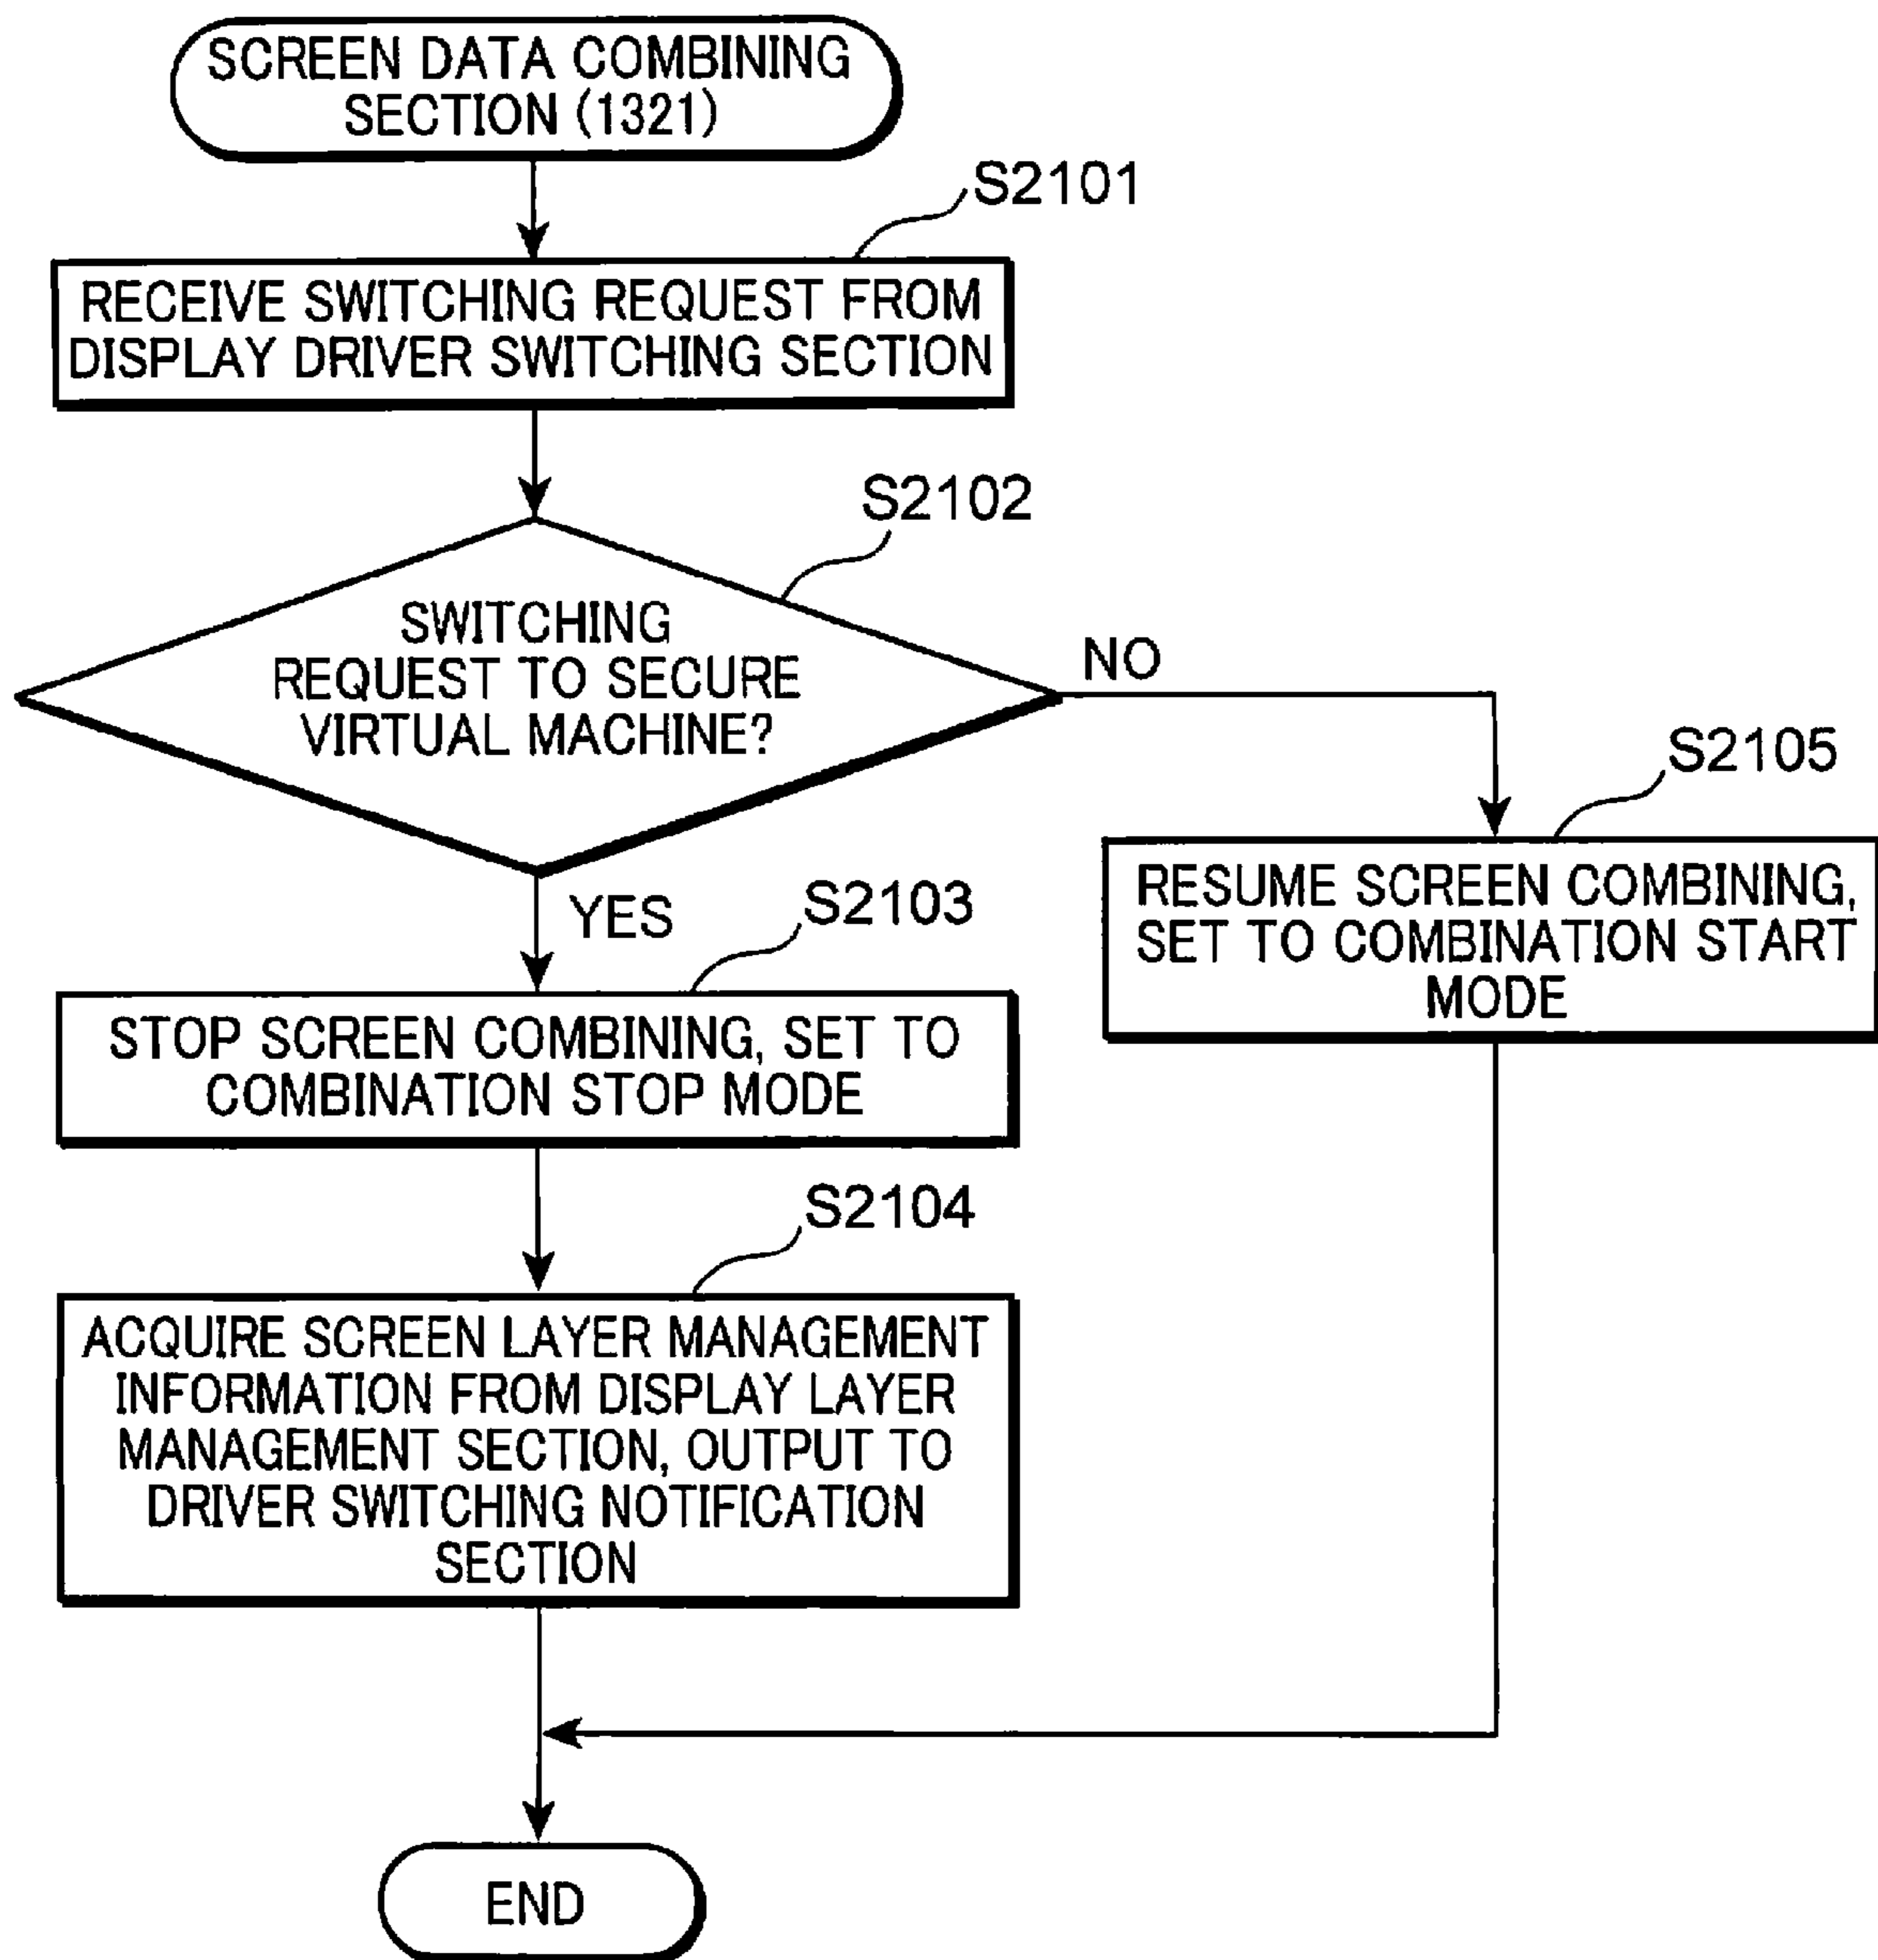 SCREEN DATA COMBINING
SECTION (1321)
S2101
RECEIVE SWITCHING REQUEST FROM
DISPLAY DRIVER SWITCHING SECTION
S2102
SWITCHING
REQUEST TO SECURE
VIRTUAL MACHINE?
NO
S2105
RESUME SCREEN COMBINING,
SET TO COMBINATION START
MODE
YES
S2103
STOP SCREEN COMBINING, SET TO
COMBINATION STOP MODE
S2104
ACQUIRE SCREEN LAYER MANAGEMENT
INFORMATION FROM DISPLAY LAYER
MANAGEMENT SECTION, OUTPUT TO
DRIVER SWITCHING NOTIFICATION
SECTION
END